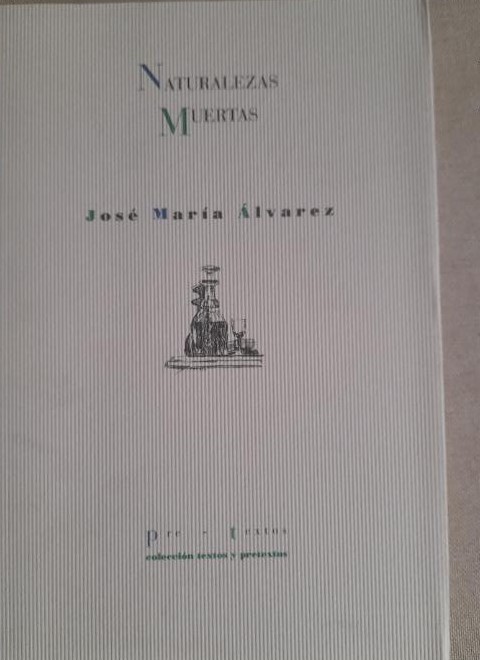 Naturalezas
Muertas
José María Álvarez
pre - textos
colección textos y pretextos